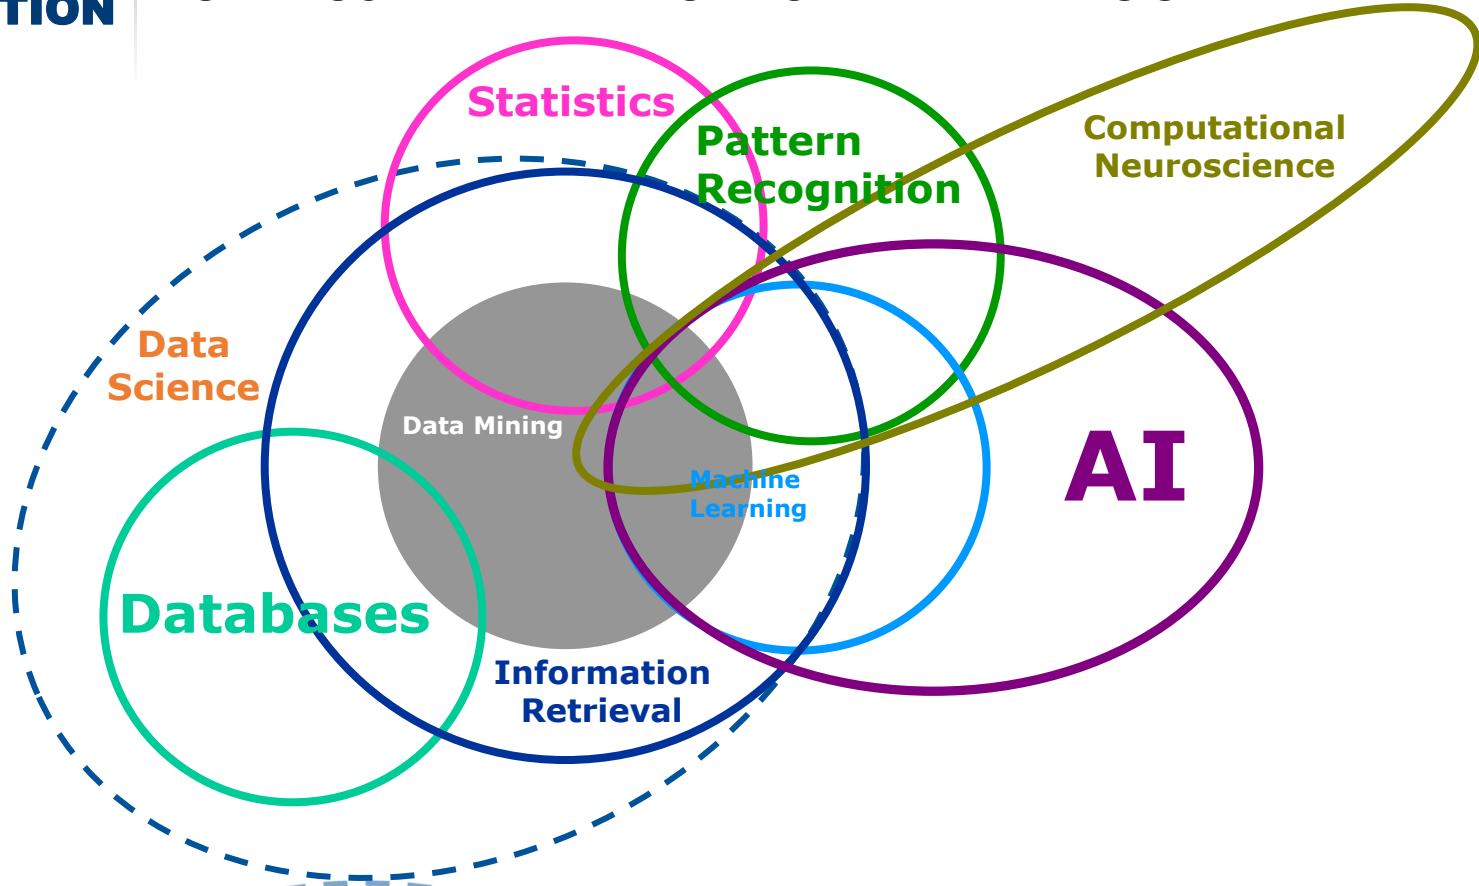 TION
Statistics
Pattern
Recognition
Computational
Neuroscience
Data
Science
Data Mining
AI
Machine
Learning
Databases
Information
Retrieval